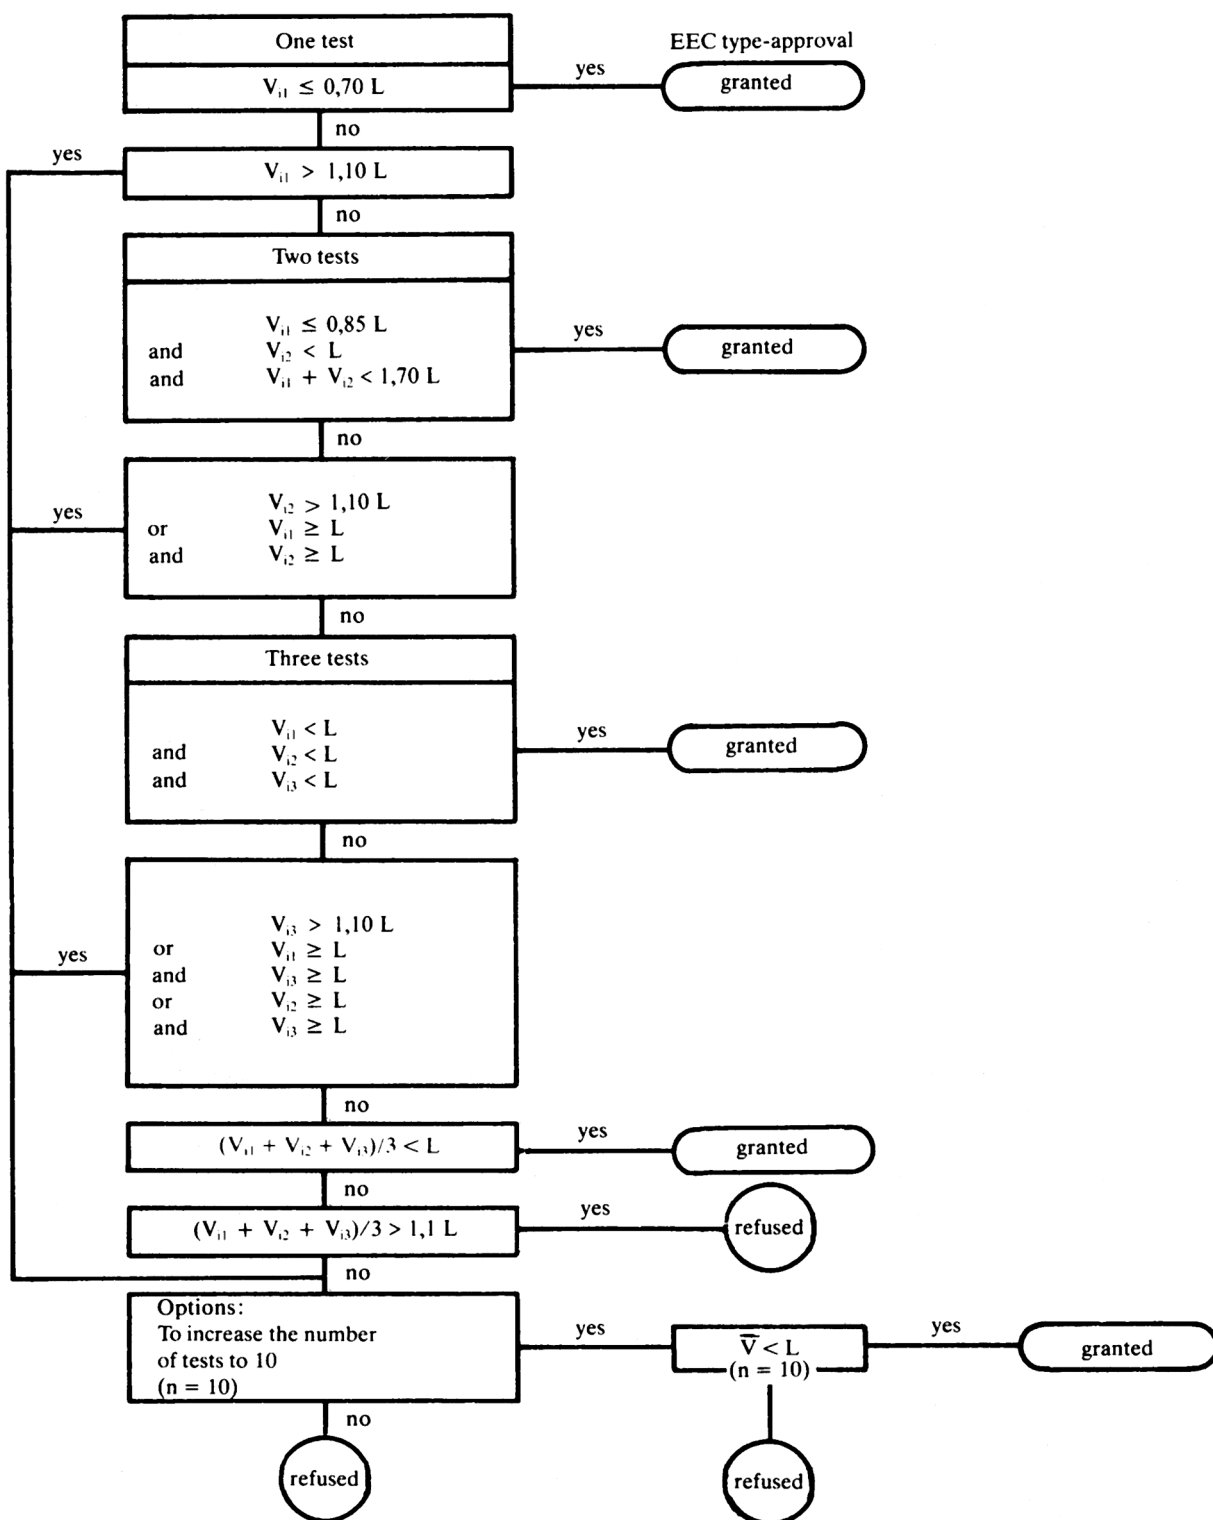 One test
EEC type-approval
V_i1 ≤ 0,70 L
yes
granted
no
yes
V_i1 > 1,10 L
no
Two tests
V_i1 ≤ 0,85 L
and V_i2 < L
and V_i1 + V_i2 < 1,70 L
yes
granted
no
yes
V_i2 > 1,10 L
or V_i1 ≥ L
and V_i2 ≥ L
no
Three tests
V_i1 < L
and V_i2 < L
and V_i3 < L
yes
granted
no
yes
V_i3 > 1,10 L
or V_i1 ≥ L
and V_i3 ≥ L
or V_i2 ≥ L
and V_i3 ≥ L
no
(V_i1 + V_i2 + V_i3)/3 < L
yes
granted
no
(V_i1 + V_i2 + V_i3)/3 > 1,1 L
yes
refused
no
Options:
To increase the number
of tests to 10
(n = 10)
yes
V̅ < L
(n = 10)
yes
granted
no
refused
refused